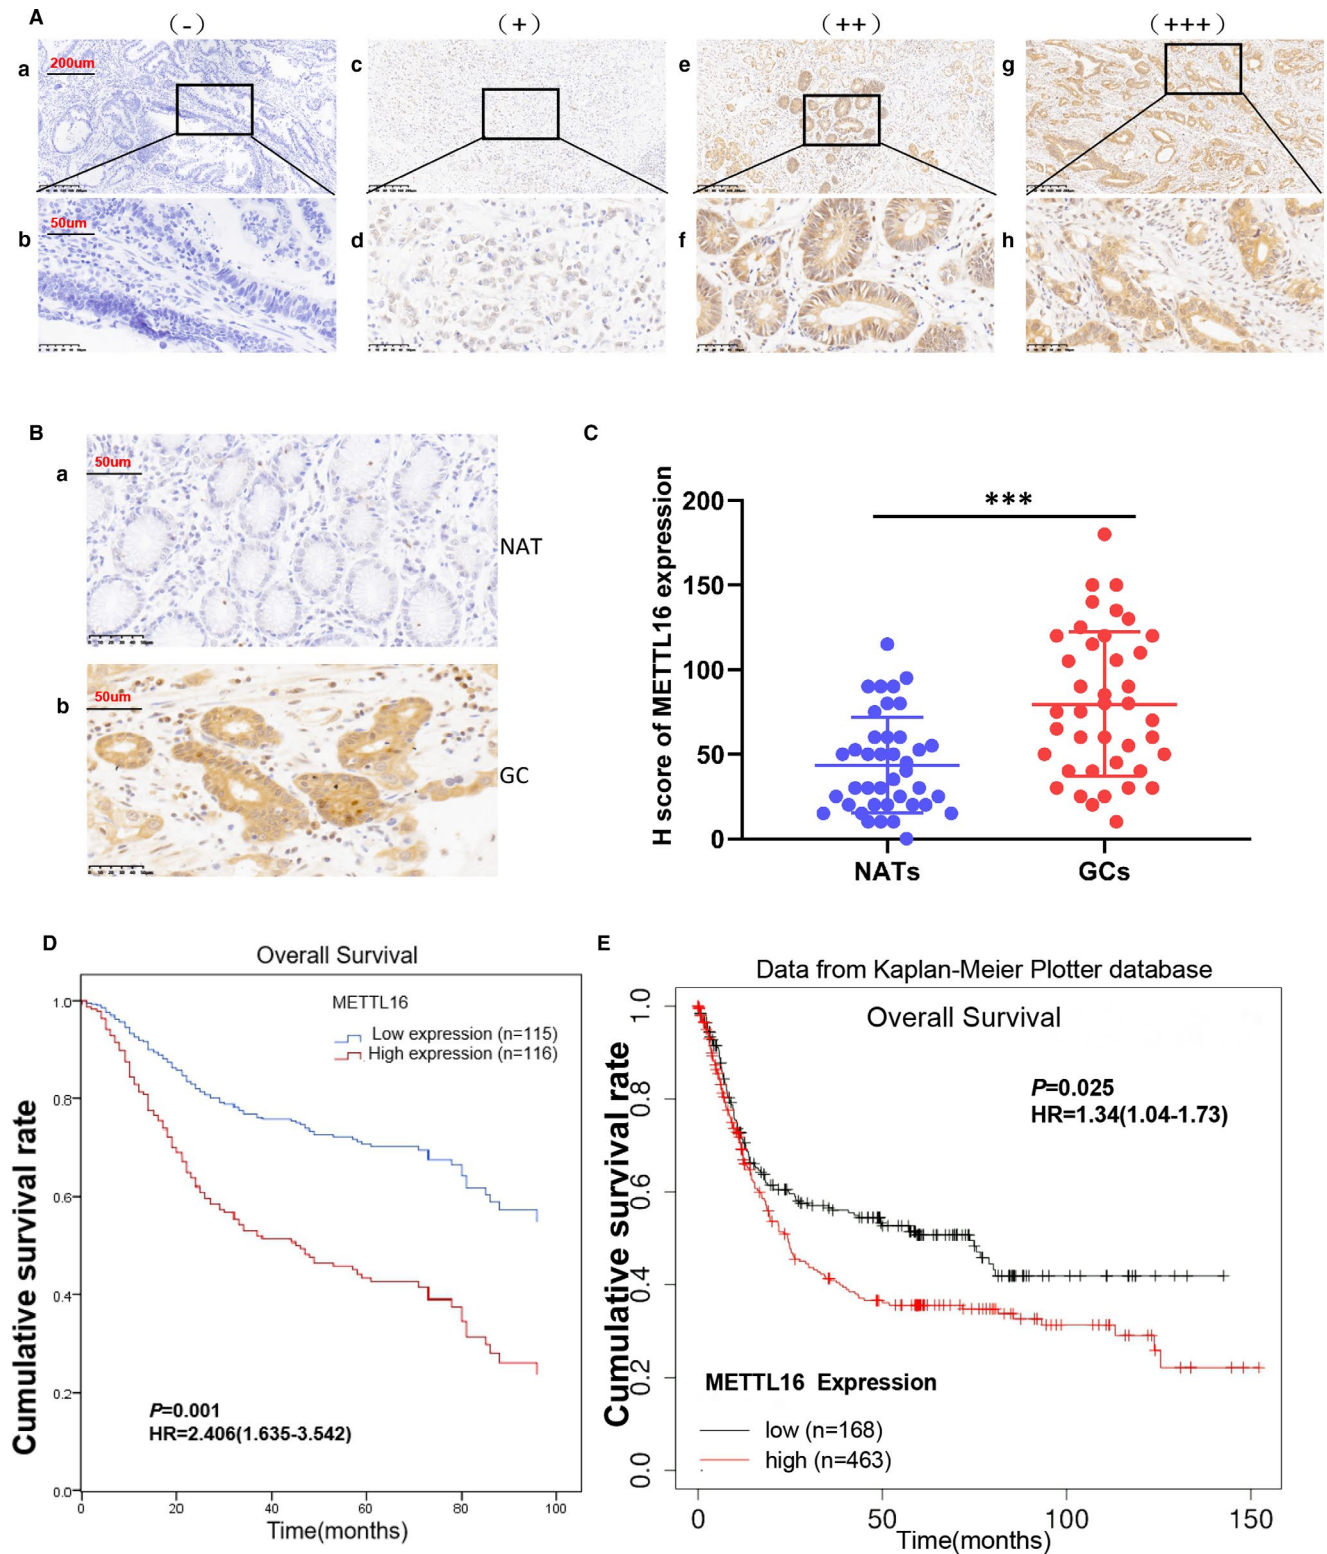 A
(-)
(+)
(++)
(+++)
a
200um
c
e
g
b
50um
d
f
h
B
a
50um
NAT
b
50um
GC
C
H score of METTL16 expression
200
150
100
50
0
***
NATs
GCs
D
Overall Survival
METTL16
Low expression (n=115)
High expression (n=116)
Cumulative survival rate
1.0
0.8
0.6
0.4
0.2
0.0
P=0.001
HR=2.406(1.635-3.542)
0
20
40
60
80
100
Time(months)
E
Data from Kaplan-Meier Plotter database
Overall Survival
P=0.025
HR=1.34(1.04-1.73)
Cumulative survival rate
1.0
0.8
0.6
0.4
0.2
0.0
METTL16 Expression
low (n=168)
high (n=463)
0
50
100
150
Time(months)